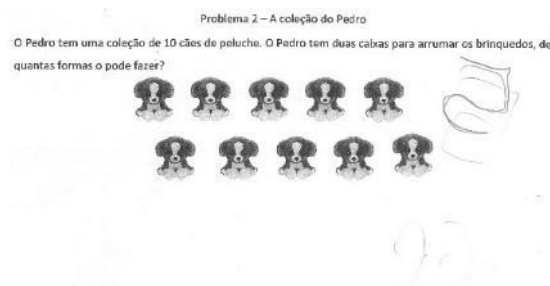 Problema 2 – A coleção do Pedro
O Pedro tem uma coleção de 10 cães de peluche. O Pedro tem duas caixas para arrumar os brinquedos, de
quantas formas o pode fazer?